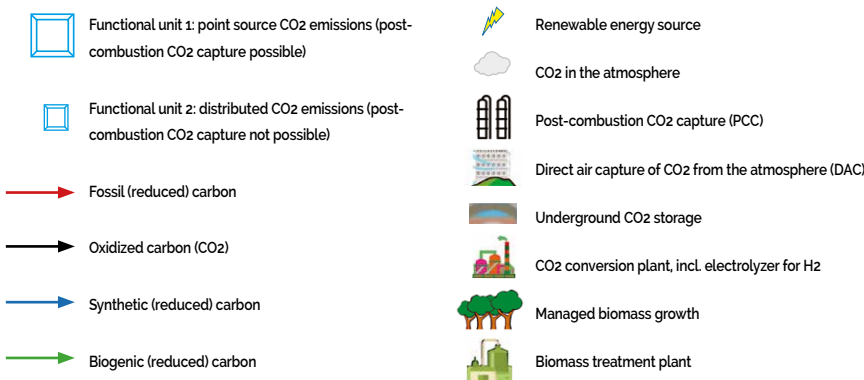 Functional unit 1: point source CO2 emissions (post-
combustion CO2 capture possible)
Functional unit 2: distributed CO2 emissions (post-
combustion CO2 capture not possible)
Fossil (reduced) carbon
Oxidized carbon (CO2)
Synthetic (reduced) carbon
Biogenic (reduced) carbon
Renewable energy source
CO2 in the atmosphere
Post-combustion CO2 capture (PCC)
Direct air capture of CO2 from the atmosphere (DAC)
Underground CO2 storage
CO2 conversion plant, incl. electrolyzer for H2
Managed biomass growth
Biomass treatment plant